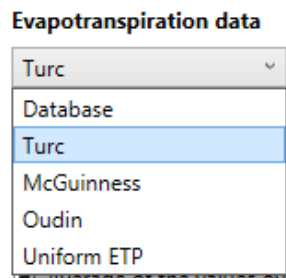 Evapotranspiration data
Turc
Database
Turc
McGuinness
Oudin
Uniform ETP